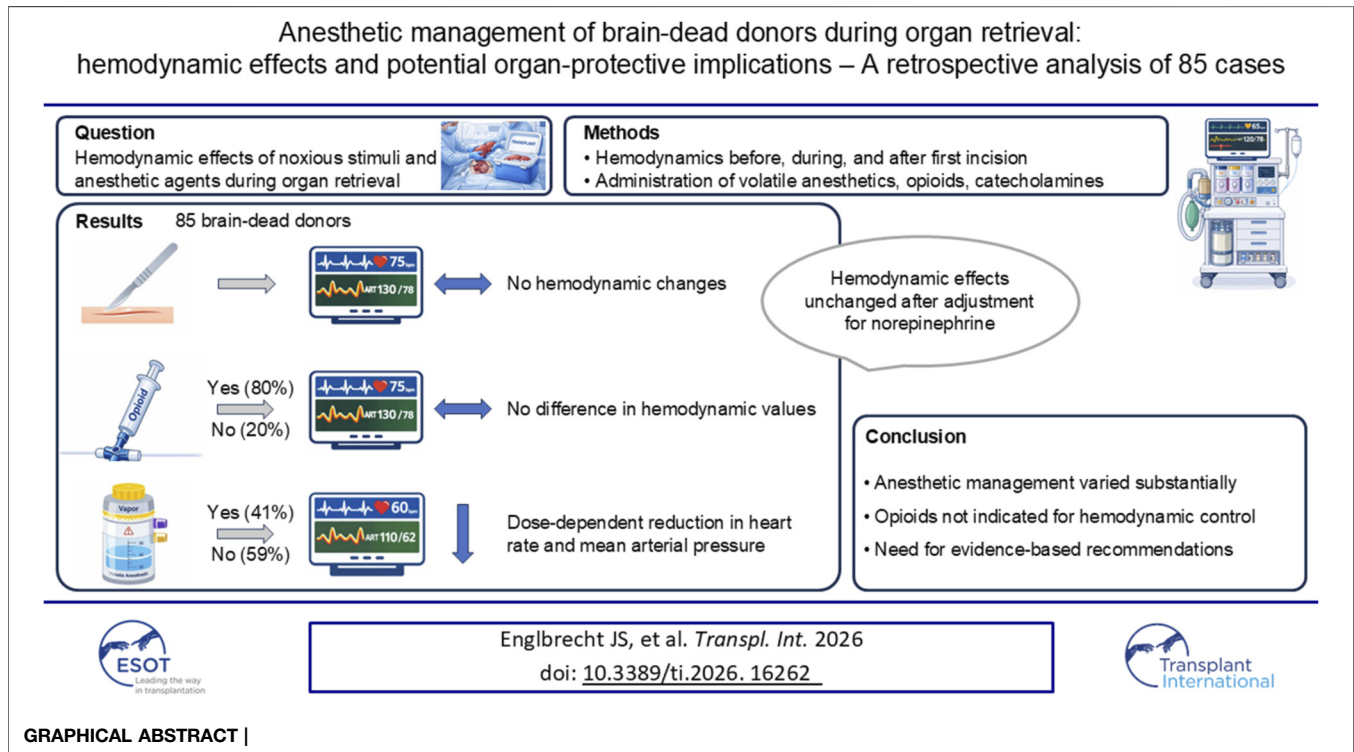 Anesthetic management of brain-dead donors during organ retrieval:
hemodynamic effects and potential organ-protective implications – A retrospective analysis of 85 cases
Question
Hemodynamic effects of noxious stimuli and
anesthetic agents during organ retrieval
TRANSPLANT
Methods
• Hemodynamics before, during, and after first incision
• Administration of volatile anesthetics, opioids, catecholamines
65
120/78
Results 85 brain-dead donors
75 bpm
ART 130/78
No hemodynamic changes
Hemodynamic effects
unchanged after adjustment
for norepinephrine
Opioid
Yes (80%)
No (20%)
75 bpm
ART 130/78
No difference in hemodynamic values
Vapor
Yes (41%)
No (59%)
60
ART 110/62
Dose-dependent reduction in heart
rate and mean arterial pressure
Conclusion
• Anesthetic management varied substantially
• Opioids not indicated for hemodynamic control
• Need for evidence-based recommendations
ESOT
Leading the way
in transplantation
Englbrecht JS, et al. Transpl. Int. 2026
doi: 10.3389/ti.2026. 16262
Transplant
International
GRAPHICAL ABSTRACT |